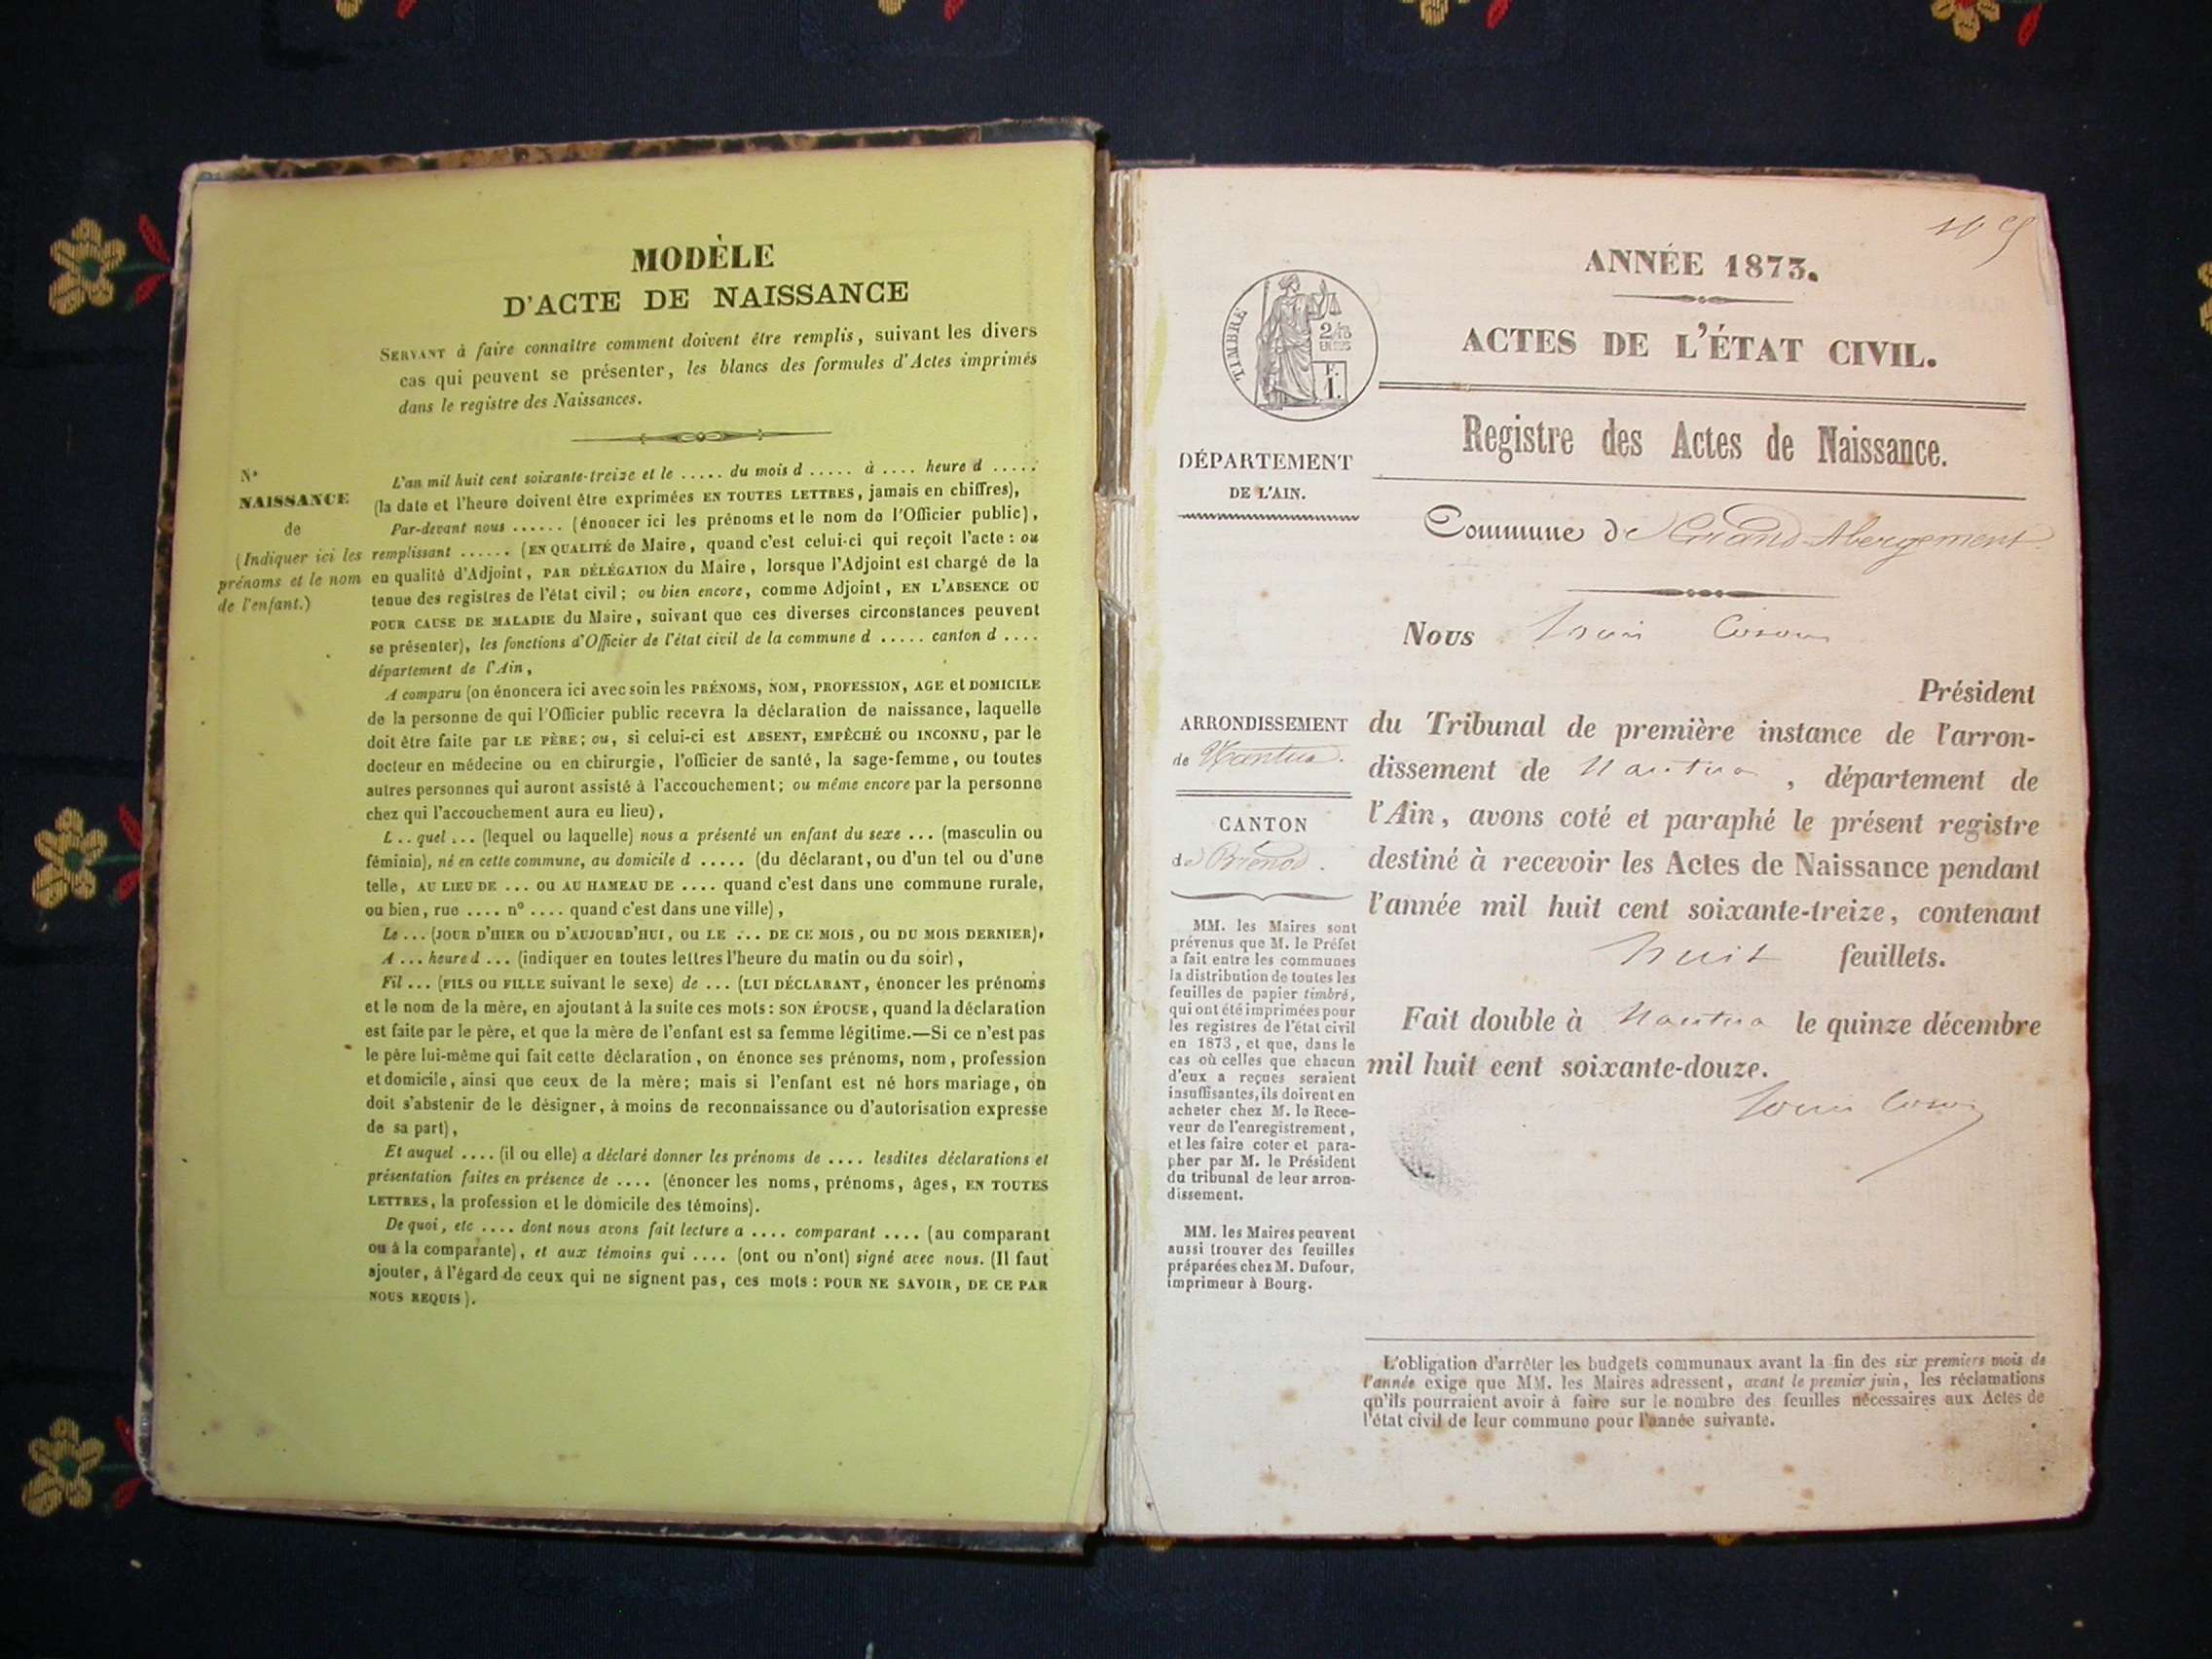 MODÈLE
D'ACTE DE NAISSANCE
SERVANT à faire connaître comment doivent être remplis, suivant les divers
cas qui peuvent se présenter, les blancs des formules d'Actes imprimés
dans le registre des Naissances.
N°
NAISSANCE
de
(Indiquer ici les
prénoms et le nom
de l'enfant.)
L'an mil huit cent soixante-treize et le ..... du mois d ..... à .... heure d .....
(la date et l'heure doivent être exprimées EN TOUTES LETTRES, jamais en chiffres),
Par-devant nous ...... (énoncer ici les prénoms et le nom de l'Officier public),
remplissant ...... (EN QUALITÉ de Maire, quand c'est celui-ci qui reçoit l'acte : ou
en qualité d'Adjoint, PAR DÉLÉGATION du Maire, lorsque l'Adjoint est chargé de la
tenue des registres de l'état civil ; ou bien encore, comme Adjoint, EN L'ABSENCE OU
POUR CAUSE DE MALADIE du Maire, suivant que ces diverses circonstances peuvent
se présenter), les fonctions d'Officier de l'état civil de la commune d ..... canton d ....
département de l'Ain,
A comparu (on énoncera ici avec soin les PRÉNOMS, NOM, PROFESSION, AGE et DOMICILE
de la personne de qui l'Officier public recevra la déclaration de naissance, laquelle
doit être faite par LE PÈRE ; ou, si celui-ci est ABSENT, EMPÊCHÉ OU INCONNU, par le
docteur en médecine ou en chirurgie, l'officier de santé, la sage-femme, ou toutes
autres personnes qui auront assisté à l'accouchement ; ou même encore par la personne
chez qui l'accouchement aura eu lieu),
L .. quel ... (lequel ou laquelle) nous a présenté un enfant du sexe ... (masculin ou
féminin), né en cette commune, au domicile d ..... (du déclarant, ou d'un tel ou d'une
telle, AU LIEU DE ... OU AU HAMEAU DE .... quand c'est dans une commune rurale,
ou bien, rue .... n° .... quand c'est dans une ville),
Le ... (JOUR D'HIER OU D'AUJOURD'HUI, OU LE ... DE CE MOIS, OU DU MOIS DERNIER),
A ... heure d ... (indiquer en toutes lettres l'heure du matin ou du soir),
Fil ... (FILS OU FILLE suivant le sexe) de ... (LUI DÉCLARANT, énoncer les prénoms
et le nom de la mère, en ajoutant à la suite ces mots : SON ÉPOUSE, quand la déclaration
est faite par le père, et que la mère de l'enfant est sa femme légitime.—Si ce n'est pas
le père lui-même qui fait cette déclaration, on énonce ses prénoms, nom, profession
et domicile, ainsi que ceux de la mère ; mais si l'enfant est né hors mariage, on
doit s'abstenir de le désigner, à moins de reconnaissance ou d'autorisation expresse
de sa part),
Et auquel .... (il ou elle) a déclaré donner les prénoms de .... lesdites déclarations et
présentation faites en présence de .... (énoncer les noms, prénoms, âges, EN TOUTES
LETTRES, la profession et le domicile des témoins).
De quoi, etc .... dont nous avons fait lecture a .... comparant .... (au comparant
ou à la comparante), et aux témoins qui .... (ont ou n'ont) signé avec nous. (Il faut
ajouter, à l'égard de ceux qui ne signent pas, ces mots : POUR NE SAVOIR, DE CE PAR
NOUS REQUIS).
ANNÉE 1873.
TIMBRE
ACTES DE L'ÉTAT CIVIL.
Registre des Actes de Naissance.
DÉPARTEMENT
DE L'AIN.
Commune de Grand-Abergement
Nous Louis
Président
ARRONDISSEMENT
de Nantua.
du Tribunal de première instance de l'arron-
dissement de Nantua, département de
l'Ain, avons coté et paraphé le présent registre
destiné à recevoir les Actes de Naissance pendant
l'année mil huit cent soixante-treize, contenant
huit feuillets.
Fait double à Nantua le quinze décembre
mil huit cent soixante-douze.
Louis
CANTON
de Brénod.
MM. les Maires sont
prévenus que M. le Préfet
a fait entre les communes
la distribution de toutes les
feuilles de papier timbré,
qui ont été imprimées pour
les registres de l'état civil
en 1873, et que, dans le
cas où celles que chacun
d'eux a reçues seraient
insuffisantes, ils doivent en
acheter chez M. le Rece-
veur de l'enregistrement,
et les faire coter et para-
pher par M. le Président
du tribunal de leur arron-
dissement.
MM. les Maires peuvent
aussi trouver des feuilles
préparées chez M. Dufour,
imprimeur à Bourg.
L'obligation d'arrêter les budgets communaux avant la fin des six premiers mois de
l'année exige que MM. les Maires adressent, avant le premier juin, les réclamations
qu'ils pourraient avoir à faire sur le nombre des feuilles nécessaires aux Actes de
l'état civil de leur commune pour l'année suivante.